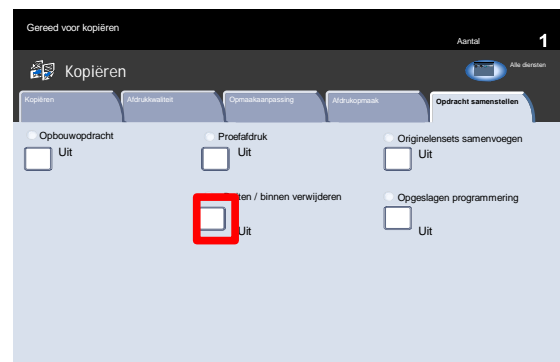 Gereed voor kopiëren
Aantal 1
Kopiëren
Alle diensten
Kopiëren Afdrukkwaliteit Opmaakaanpassing Afdrukopmaak Opdracht samenstellen
Opbouwopdracht Proefafdruk Originelensets samenvoegen
Uit Uit Uit
/ binnen verwijderen Opgeslagen programmering
Uit Uit